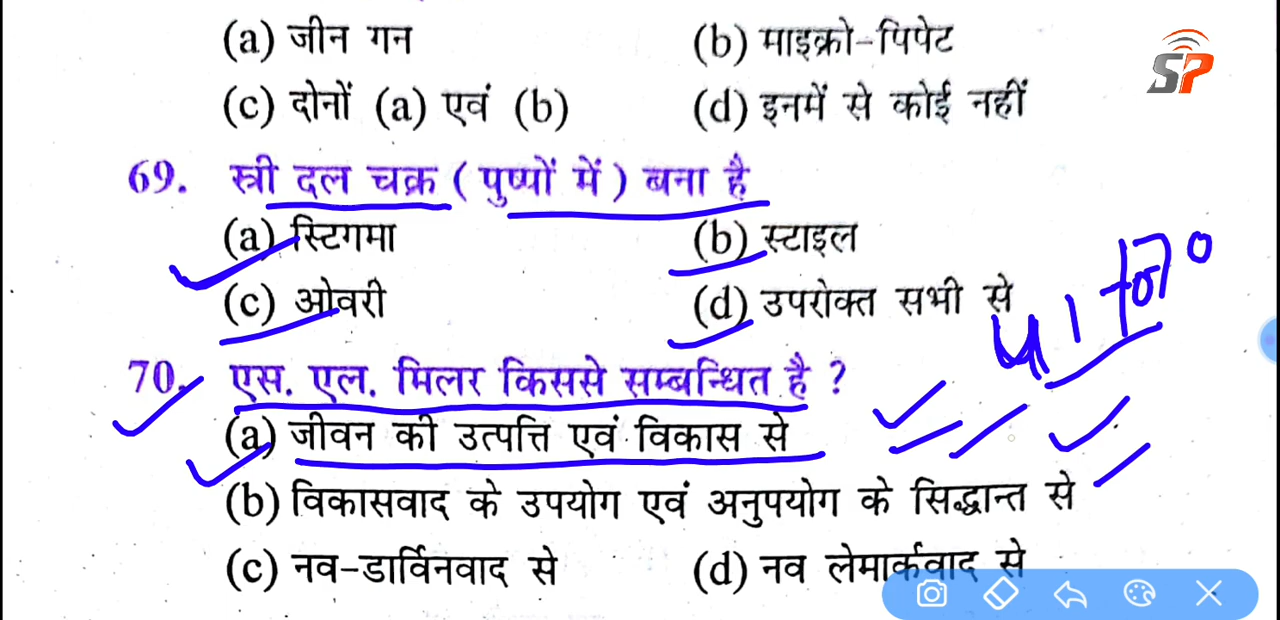 (a) जीन गन (b) माइक्रो-पिपेट
(c) दोनों (a) एवं (b) (d) इनमें से कोई नहीं
SP
69. स्त्री दल चक्र (पुष्पों में) बना है
(a) स्टिगमा (b) स्टाइल
(c) ओवरी (d) उपरोक्त सभी से
70. एस. एल. मिलर किससे सम्बन्धित है ?
(a) जीवन की उत्पत्ति एवं विकास से
(b) विकासवाद के उपयोग एवं अनुपयोग के सिद्धान्त से
(c) नव-डार्विनवाद से (d) नव लेमार्कवाद से